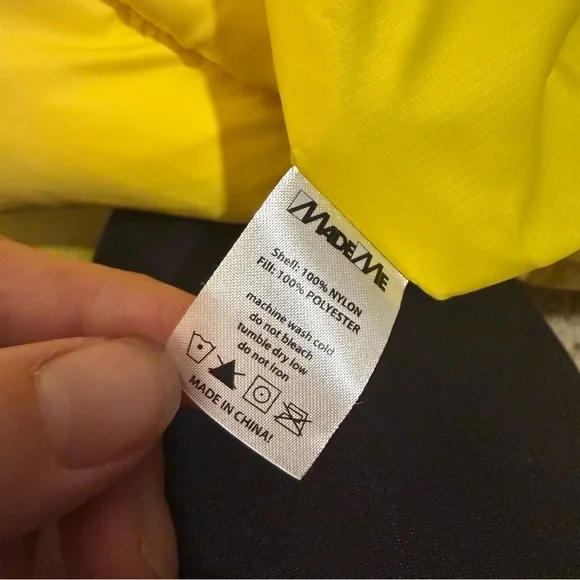 MADEME
Shell: 100% NYLON
Fill: 100% POLYESTER
machine wash cold
do not bleach
tumble dry low
do not iron
MADE IN CHINA!